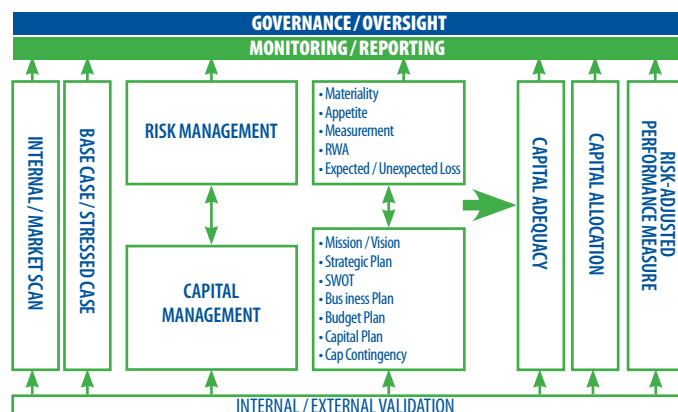 GOVERNANCE / OVERSIGHT
MONITORING / REPORTING
INTERNAL / MARKET SCAN
BASE CASE / STRESSED CASE
RISK MANAGEMENT
• Materiality
• Appetite
• Measurement
• RWA
• Expected / Unexpected Loss
CAPITAL
MANAGEMENT
• Mission / Vision
• Strategic Plan
• SWOT
• Business Plan
• Budget Plan
• Capital Plan
• Cap Contingency
CAPITAL ADEQUACY
CAPITAL ALLOCATION
RISK-ADJUSTED
PERFORMANCE MEASURE
INTERNAL / EXTERNAL VALIDATION